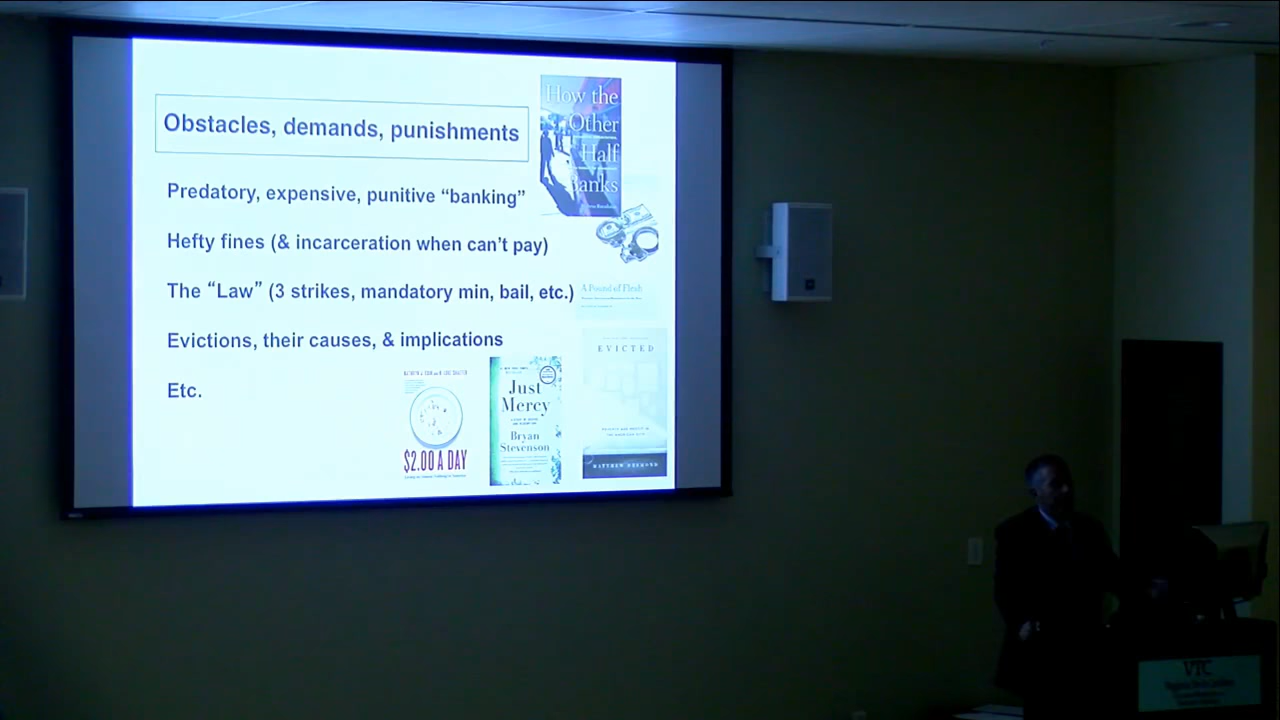 Obstacles, demands, punishments
How the
Other
Half
Banks
Predatory, expensive, punitive “banking”
Hefty fines (& incarceration when can’t pay)
The “Law” (3 strikes, mandatory min, bail, etc.)
A Pound of Flesh
Evictions, their causes, & implications
EVICTED
MATTHEW DESMOND
Etc.
Just
Mercy
Bryan
Stevenson
$2.00 A DAY
VTC